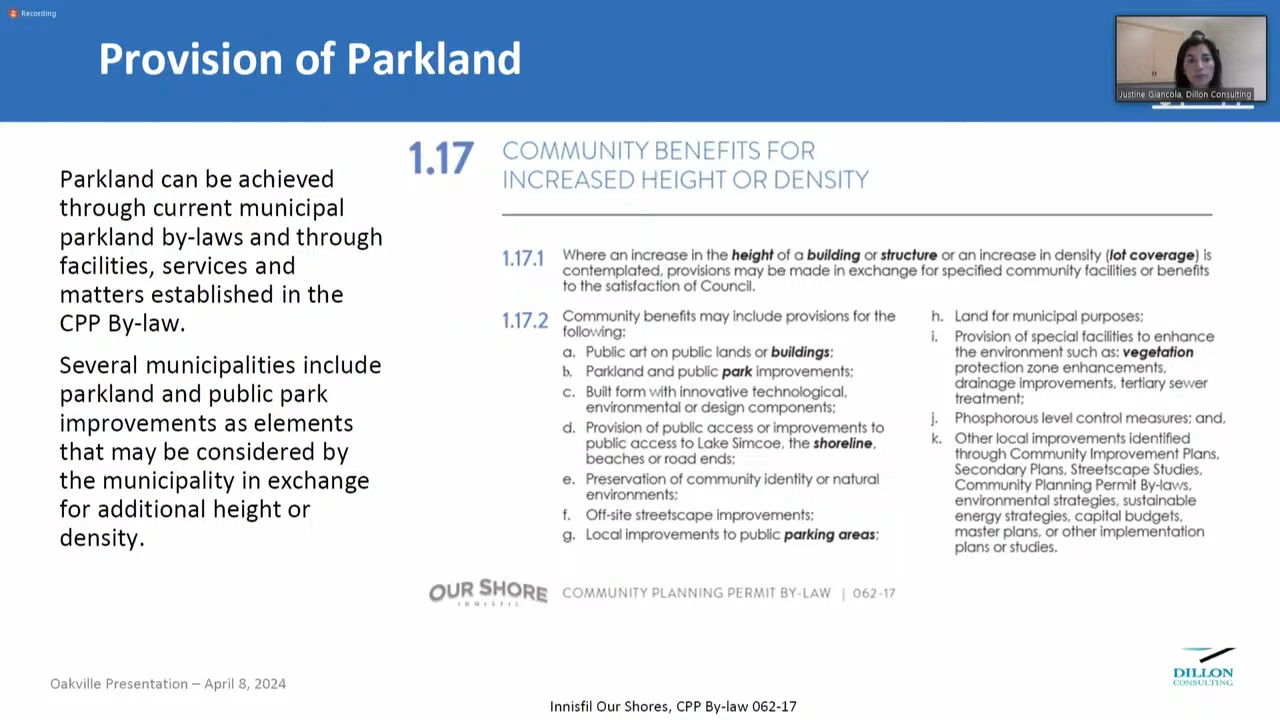 Recording
Provision of Parkland
Justine Giancola, Dillon Consulting
Parkland can be achieved
through current municipal
parkland by-laws and through
facilities, services and
matters established in the
CPP By-law.
Several municipalities include
parkland and public park
improvements as elements
that may be considered by
the municipality in exchange
for additional height or
density.
1.17 COMMUNITY BENEFITS FOR
INCREASED HEIGHT OR DENSITY
1.17.1 Where an increase in the height of a building or structure or an increase in density (lot coverage) is
contemplated, provisions may be made in exchange for specified community facilities or benefits
to the satisfaction of Council.
1.17.2 Community benefits may include provisions for the
following:
a. Public art on public lands or buildings;
b. Parkland and public park improvements;
c. Built form with innovative technological,
environmental or design components;
d. Provision of public access or improvements to
public access to Lake Simcoe, the shoreline,
beaches or road ends;
e. Preservation of community identity or natural
environments;
f. Off-site streetscape improvements;
g. Local improvements to public parking areas;
h. Land for municipal purposes;
i. Provision of special facilities to enhance
the environment such as: vegetation
protection zone enhancements,
drainage improvements, tertiary sewer
treatment;
j. Phosphorous level control measures; and,
k. Other local improvements identified
through Community Improvement Plans,
Secondary Plans, Streetscape Studies,
Community Planning Permit By-laws,
environmental strategies, sustainable
energy strategies, capital budgets,
master plans, or other implementation
plans or studies.
OUR SHORE
INNISFIL
COMMUNITY PLANNING PERMIT BY-LAW | 062-17
DILLON
CONSULTING
Oakville Presentation – April 8, 2024
Innisfil Our Shores, CPP By-law 062-17